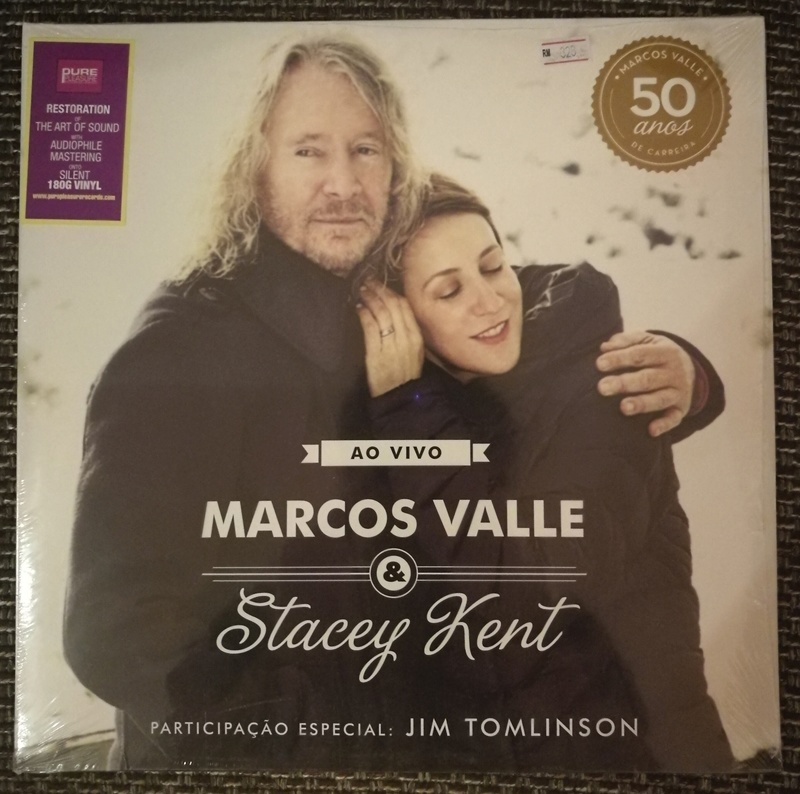 PURE
PLEASURE
RESTORATION
OF
THE ART OF SOUND
WITH
AUDIOPHILE
MASTERING
ONTO
SILENT
180G VINYL
www.purepleasurerecords.com
RM
MARCOS VALLE
50
anos
DE CARREIRA
AO VIVO
MARCOS VALLE
&
Stacey Kent
PARTICIPAÇÃO ESPECIAL: JIM TOMLINSON